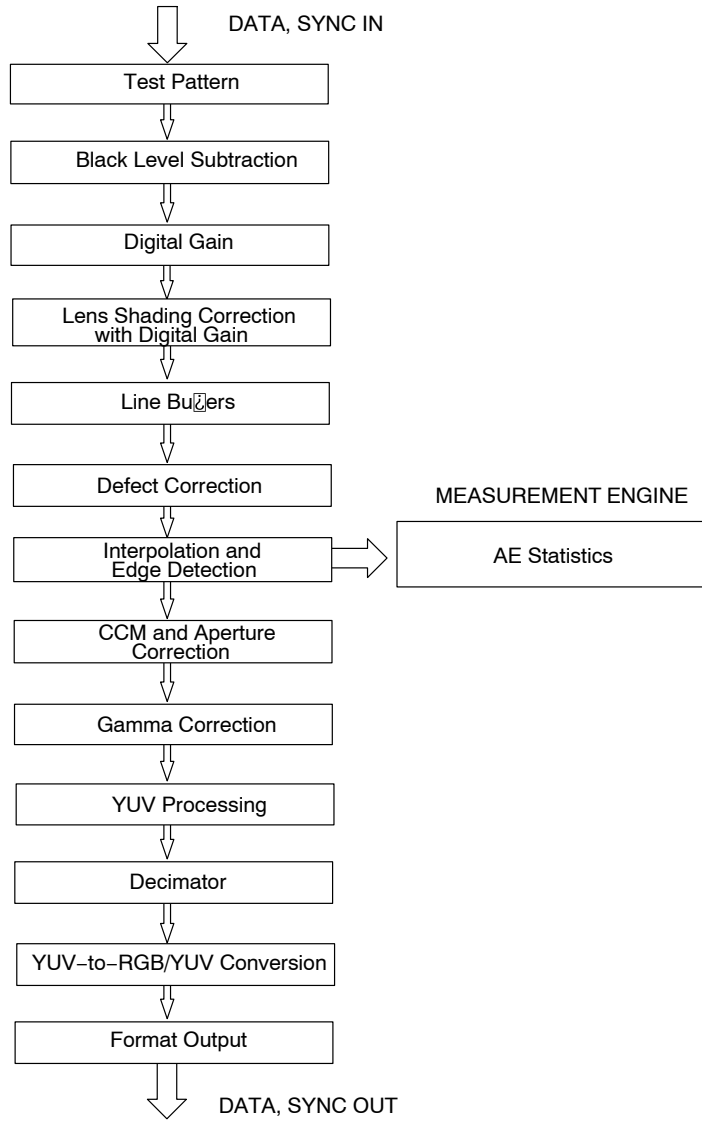 DATA, SYNC IN
Test Pattern
Black Level Subtraction
Digital Gain
Lens Shading Correction
with Digital Gain
Line Bu⍰ers
Defect Correction
MEASUREMENT ENGINE
Interpolation and
Edge Detection
AE Statistics
CCM and Aperture
Correction
Gamma Correction
YUV Processing
Decimator
YUV−to−RGB/YUV Conversion
Format Output
DATA, SYNC OUT